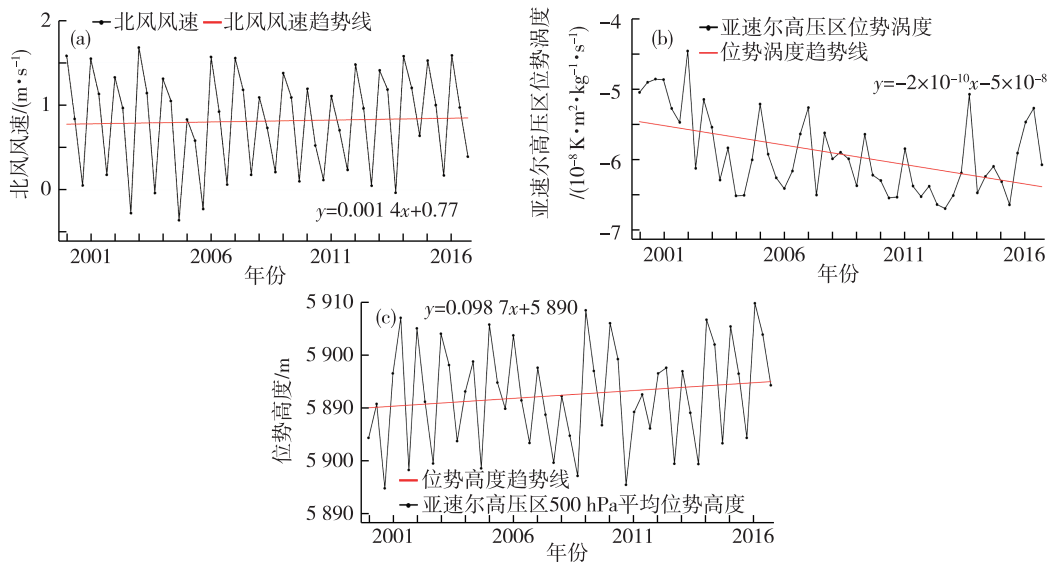 (a)
北风风速
北风风速趋势线
2
1
0
北风风速/(m·s⁻¹)
y=0.001 4x+0.77
2001
2006
2011
2016
年份
(b)
亚速尔高压区位势涡度
位势涡度趋势线
y=−2×10⁻¹⁰x−5×10⁻⁸
−4
−5
−6
−7
亚速尔高压区位势涡度
/(10⁻⁸ K·m²·kg⁻¹·s⁻¹)
2001
2006
2011
2016
年份
(c)
y=0.098 7x+5 890
5 910
5 900
5 890
5 900
5 890
位势高度/m
位势高度趋势线
亚速尔高压区500 hPa平均位势高度
2001
2006
2011
2016
年份